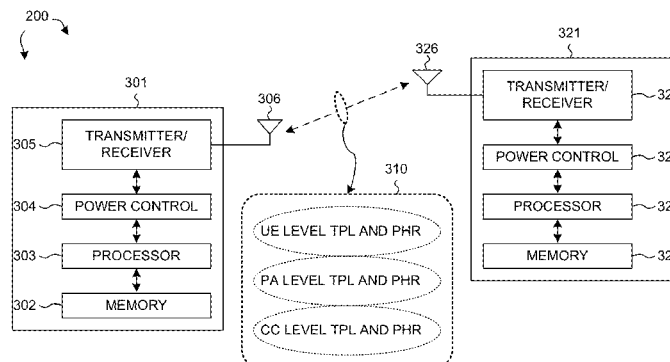 200
301
306
326
321
305
TRANSMITTER/
RECEIVER
304
POWER CONTROL
303
PROCESSOR
302
MEMORY
310
UE LEVEL TPL AND PHR
PA LEVEL TPL AND PHR
CC LEVEL TPL AND PHR
TRANSMITTER/
RECEIVER
POWER CONTROL
PROCESSOR
MEMORY